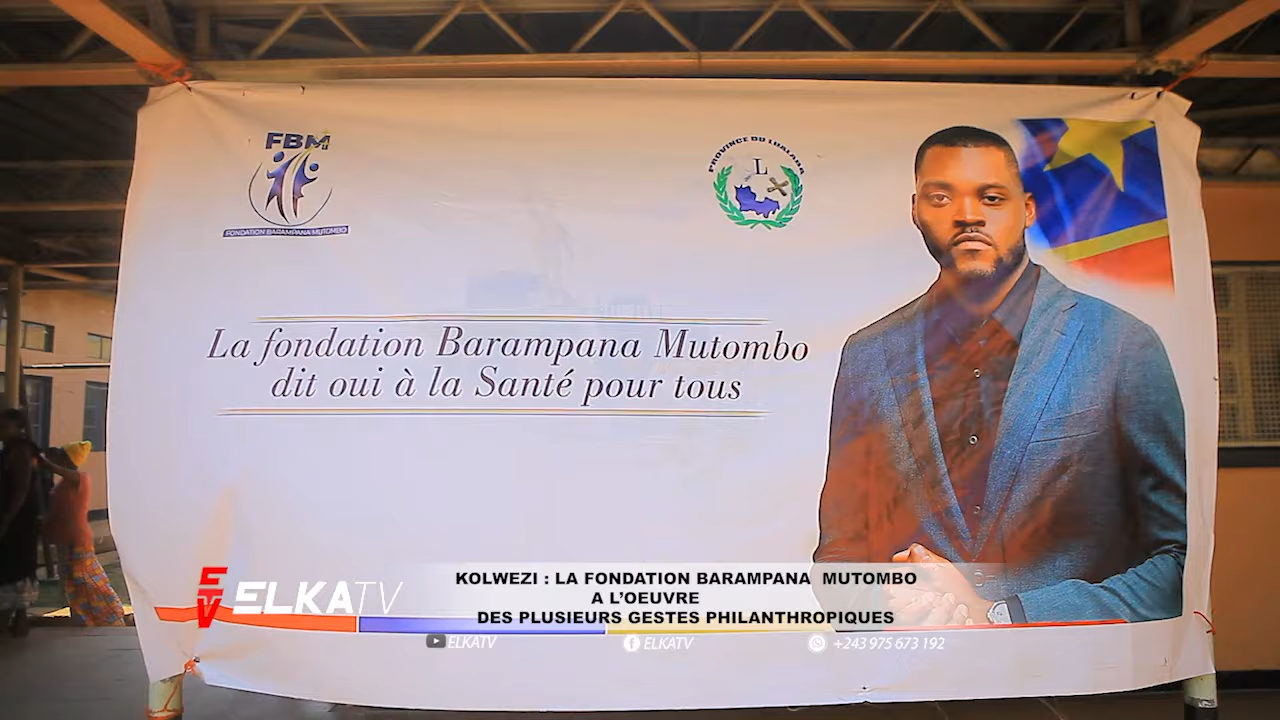 FBM
FONDATION BARAMPANA MUTOMBO
PROVINCE DU LUALABA
L
La fondation Barampana Mutombo
dit oui à la Santé pour tous
ETV ELKATV
KOLWEZI : LA FONDATION BARAMPANA MUTOMBO
A L'OEUVRE
DES PLUSIEURS GESTES PHILANTHROPIQUES
ELKATV
ELKATV
+243 975 673 192